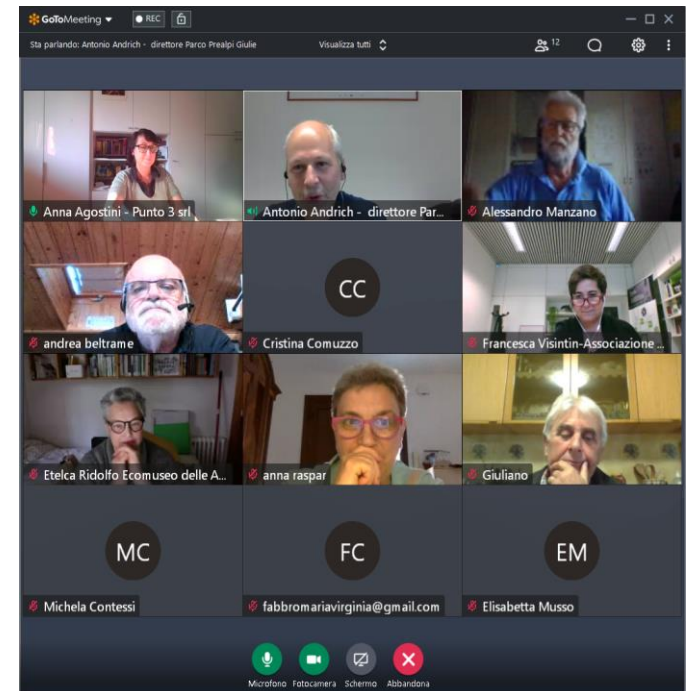 GoToMeeting
REC
Sta parlando: Antonio Andrich - direttore Parco Prealpi Giulie
Visualizza tutti
12
Anna Agostini - Punto 3 srl
Antonio Andrich - direttore Par...
Alessandro Manzano
andrea beltrame
CC
Cristina Comuzzo
Francesca Visintin-Associazione ...
Etelca Ridolfo Ecomuseo delle A...
anna raspar
Giuliano
MC
Michela Contessi
FC
fabbromariavirginia@gmail.com
EM
Elisabetta Musso
Microfono
Fotocamera
Schermo
Abbandona